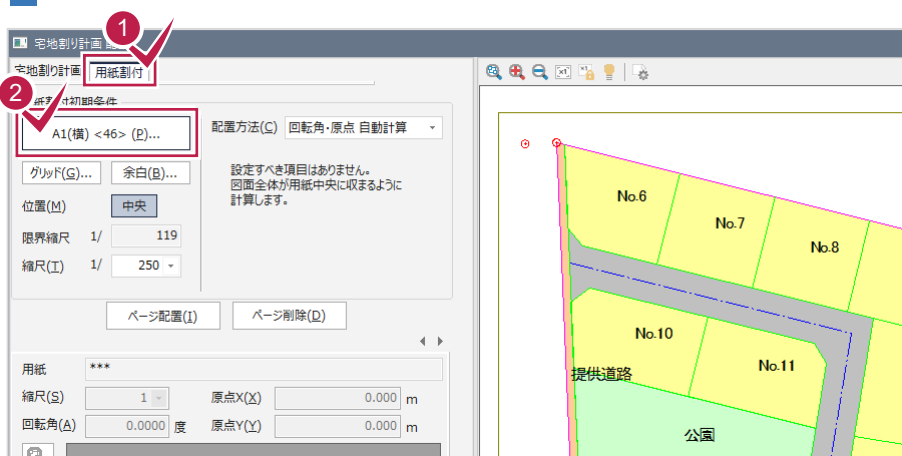 1
宅地割り計画
宅地割り計画 用紙割付
2
用紙割付初期条件
A1(横) <46> (P)...
配置方法(C) 回転角・原点 自動計算
グリッド(G)... 余白(B)...
設定すべき項目はありません。
図面全体が用紙中央に収まるように
計算します。
位置(M) 中央
限界縮尺 1/ 119
縮尺(T) 1/ 250
ページ配置(I) ページ削除(D)
用紙 ***
縮尺(S) 1 原点X(X) 0.000 m
回転角(A) 0.0000 度 原点Y(Y) 0.000 m
No.6
No.7
No.8
No.10
No.11
提供道路
公園